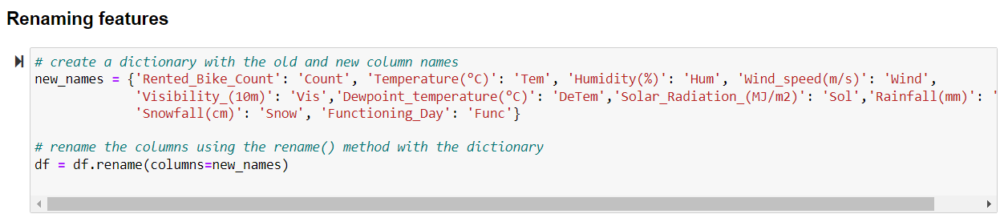 Renaming features
# create a dictionary with the old and new column names
new_names = {'Rented_Bike_Count': 'Count', 'Temperature(°C)': 'Tem', 'Humidity(%)': 'Hum', 'Wind_speed(m/s)': 'Wind',
'Visibility_(10m)': 'Vis','Dewpoint_temperature(°C)': 'DeTem','Solar_Radiation_(MJ/m2)': 'Sol','Rainfall(mm)': '
'Snowfall(cm)': 'Snow', 'Functioning_Day': 'Func'}
# rename the columns using the rename() method with the dictionary
df = df.rename(columns=new_names)